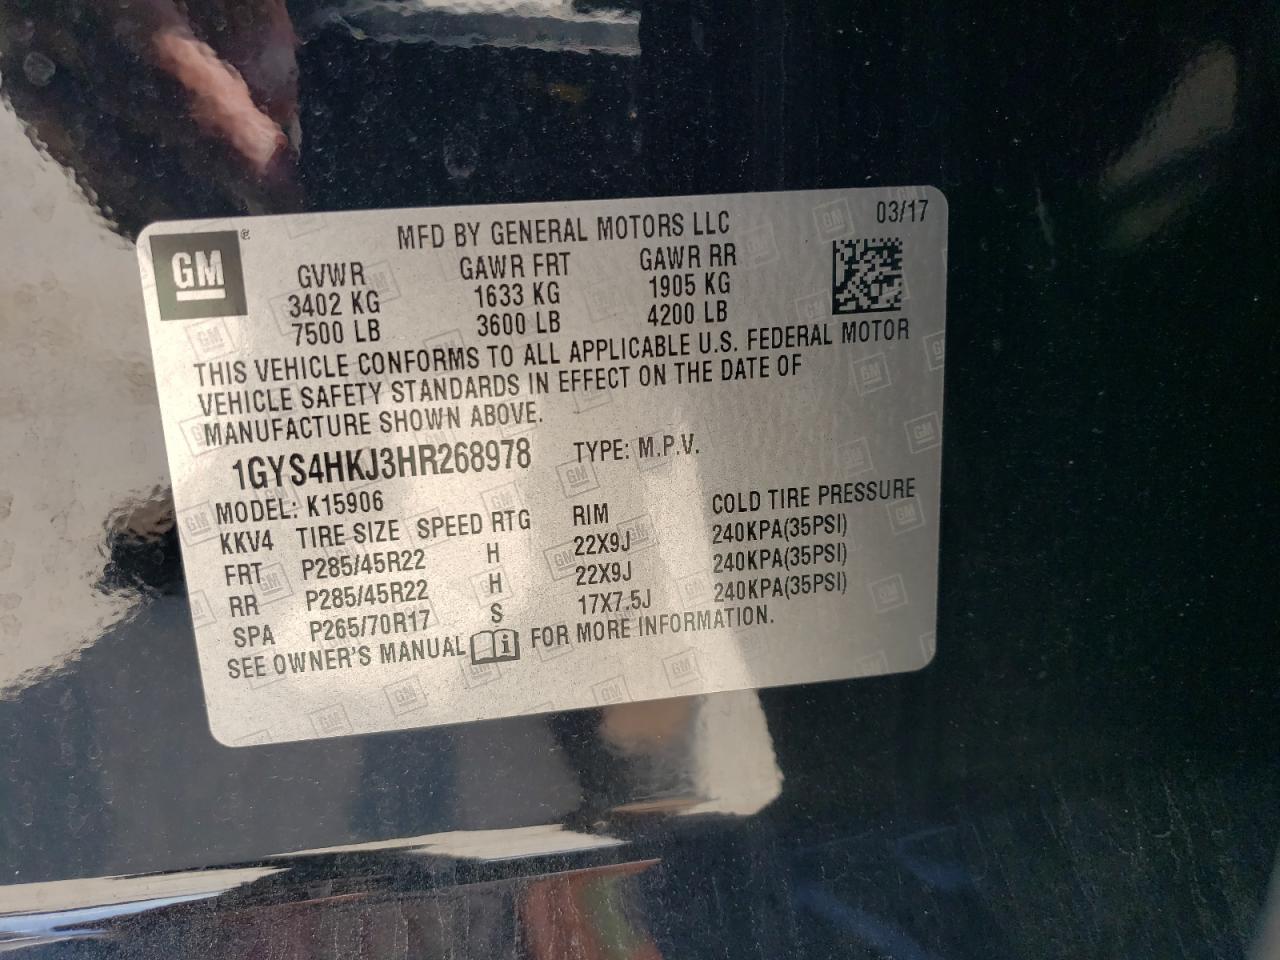 GM
MFD BY GENERAL MOTORS LLC 03/17
GVWR GAWR FRT GAWR RR
3402 KG 1633 KG 1905 KG
7500 LB 3600 LB 4200 LB
THIS VEHICLE CONFORMS TO ALL APPLICABLE U.S. FEDERAL MOTOR
VEHICLE SAFETY STANDARDS IN EFFECT ON THE DATE OF
MANUFACTURE SHOWN ABOVE.
1GYS4HKJ3HR268978 TYPE: M.P.V.
MODEL: K15906
KKV4 TIRE SIZE SPEED RTG RIM COLD TIRE PRESSURE
FRT P285/45R22 H 22X9J 240KPA(35PSI)
RR P285/45R22 H 22X9J 240KPA(35PSI)
SPA P265/70R17 S 17X7.5J 240KPA(35PSI)
SEE OWNER'S MANUAL i FOR MORE INFORMATION.